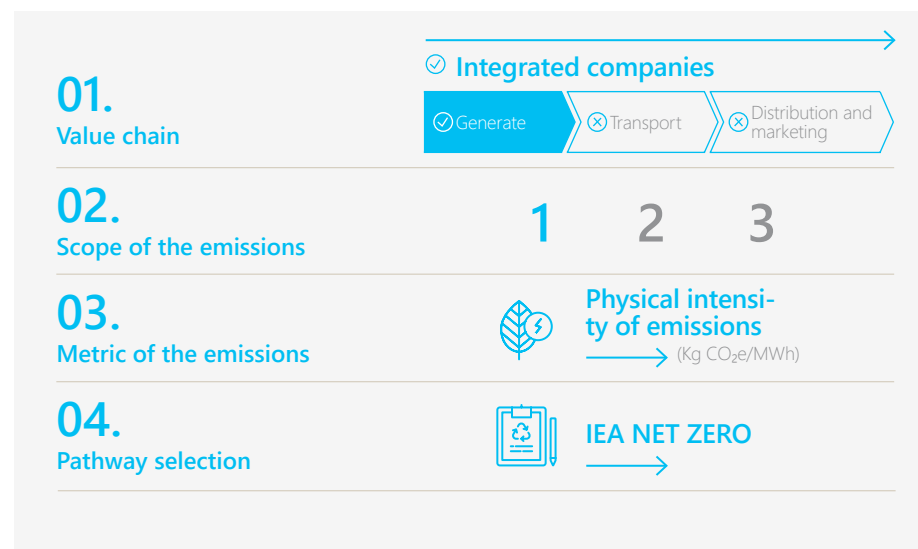 01.
Value chain
Integrated companies
Generate
Transport
Distribution and
marketing
02.
Scope of the emissions
1 2 3
03.
Metric of the emissions
Physical intensi-
ty of emissions
(Kg CO₂e/MWh)
04.
Pathway selection
IEA NET ZERO